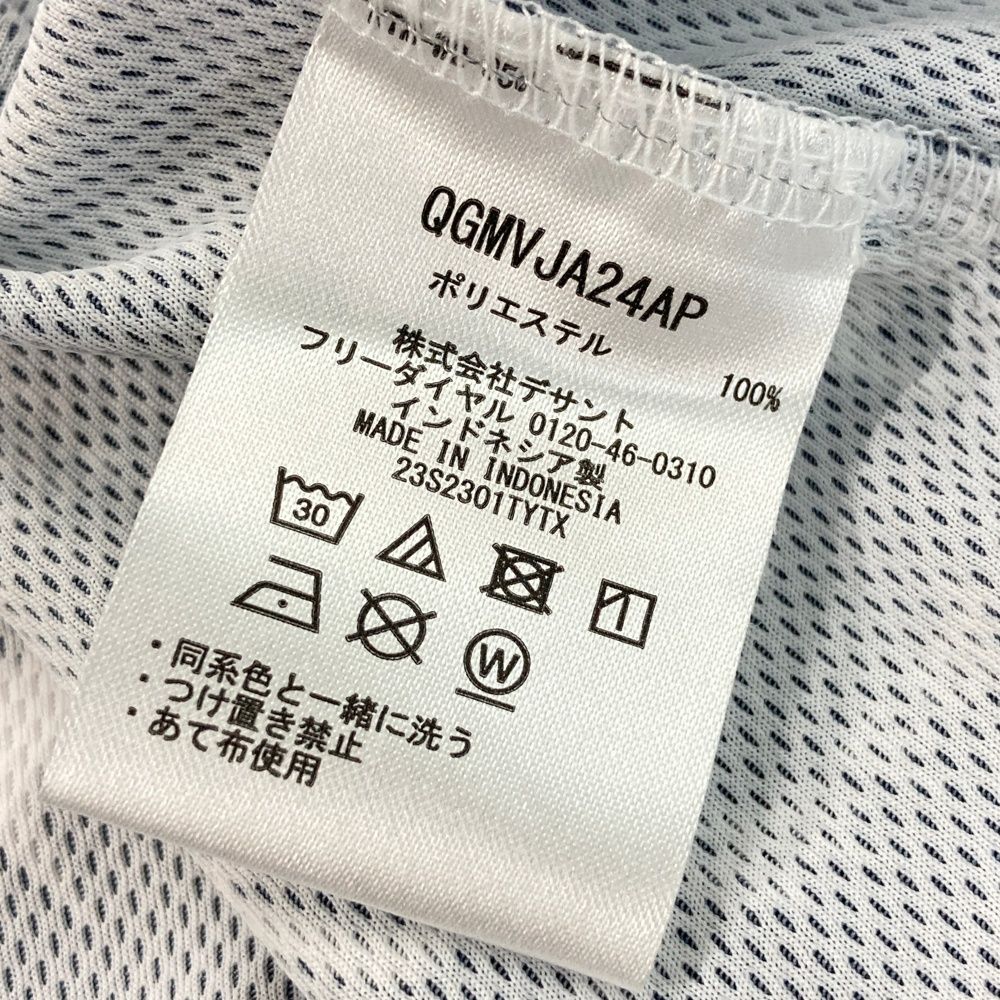 QGMVJA24AP
ポリエステル 100%
株式会社デサント
フリーダイヤル 0120-46-0310
インドネシア製
MADE IN INDONESIA
23S2301TYTX
30
W
・同系色と一緒に洗う
・つけ置き禁止
・あて布使用